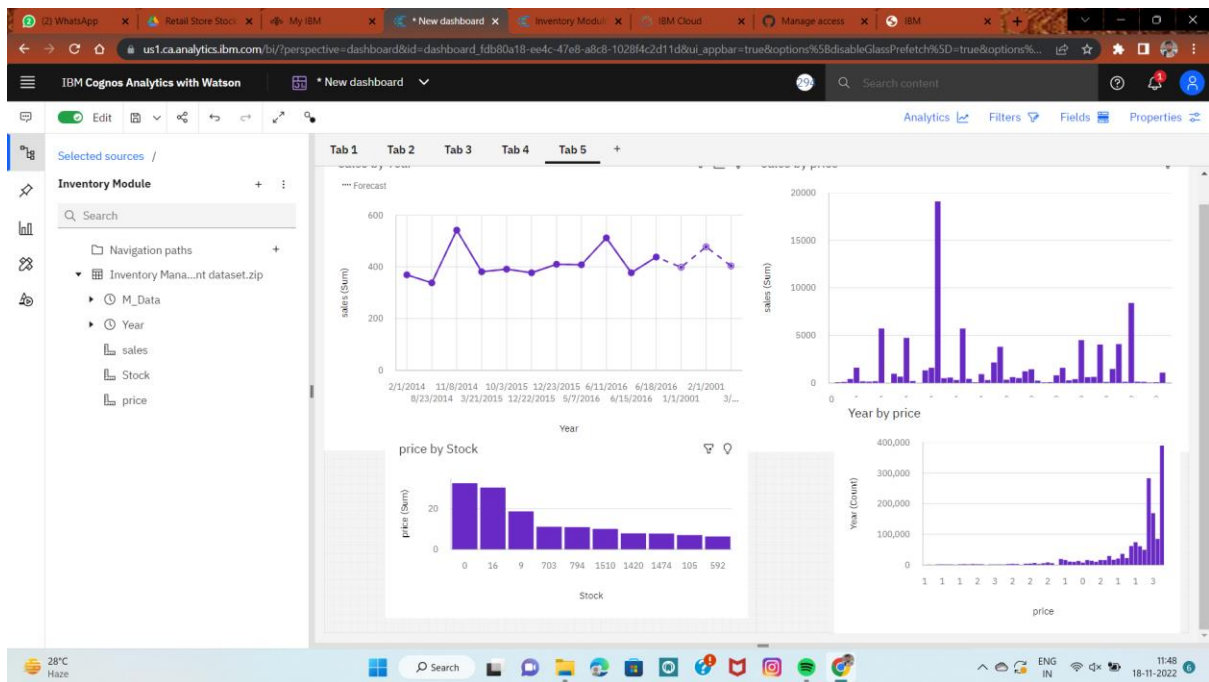 (2) WhatsApp
Retail Store Stoc
My IBM
* New dashboard
Inventory Modul
IBM Cloud
Manage access
IBM
us1.ca.analytics.ibm.com/bi/?perspective=dashboard&id=dashboard_fdb80a18-ee4c-47e8-a8c8-1028f4c2d11d&ui_appbar=true&options%5BdisableGlassPrefetch%5D=true&options%...
IBM Cognos Analytics with Watson
* New dashboard
294
Search content
Edit
Analytics
Filters
Fields
Properties
Selected sources /
Tab 1 Tab 2 Tab 3 Tab 4 Tab 5 +
Inventory Module
Search
Navigation paths
Inventory Mana...nt dataset.zip
M_Data
Year
sales
Stock
price
Sales by Year
Forecast
600
400
200
0
sales (Sum)
2/1/2014 11/8/2014 10/3/2015 12/23/2015 6/11/2016 6/18/2016 2/1/2001
8/23/2014 3/21/2015 12/22/2015 5/7/2016 6/15/2016 1/1/2001 3/...
Year
Sales by price
20000
15000
10000
5000
0
sales (Sum)
price by Stock
20
0
price (Sum)
0 16 9 703 794 1510 1420 1474 105 592
Stock
Year by price
400,000
300,000
200,000
100,000
0
Year (Count)
1 1 1 2 3 2 2 2 1 0 2 1 1 3
price
28°C
Haze
Search
ENG
IN
11:48
18-11-2022
6